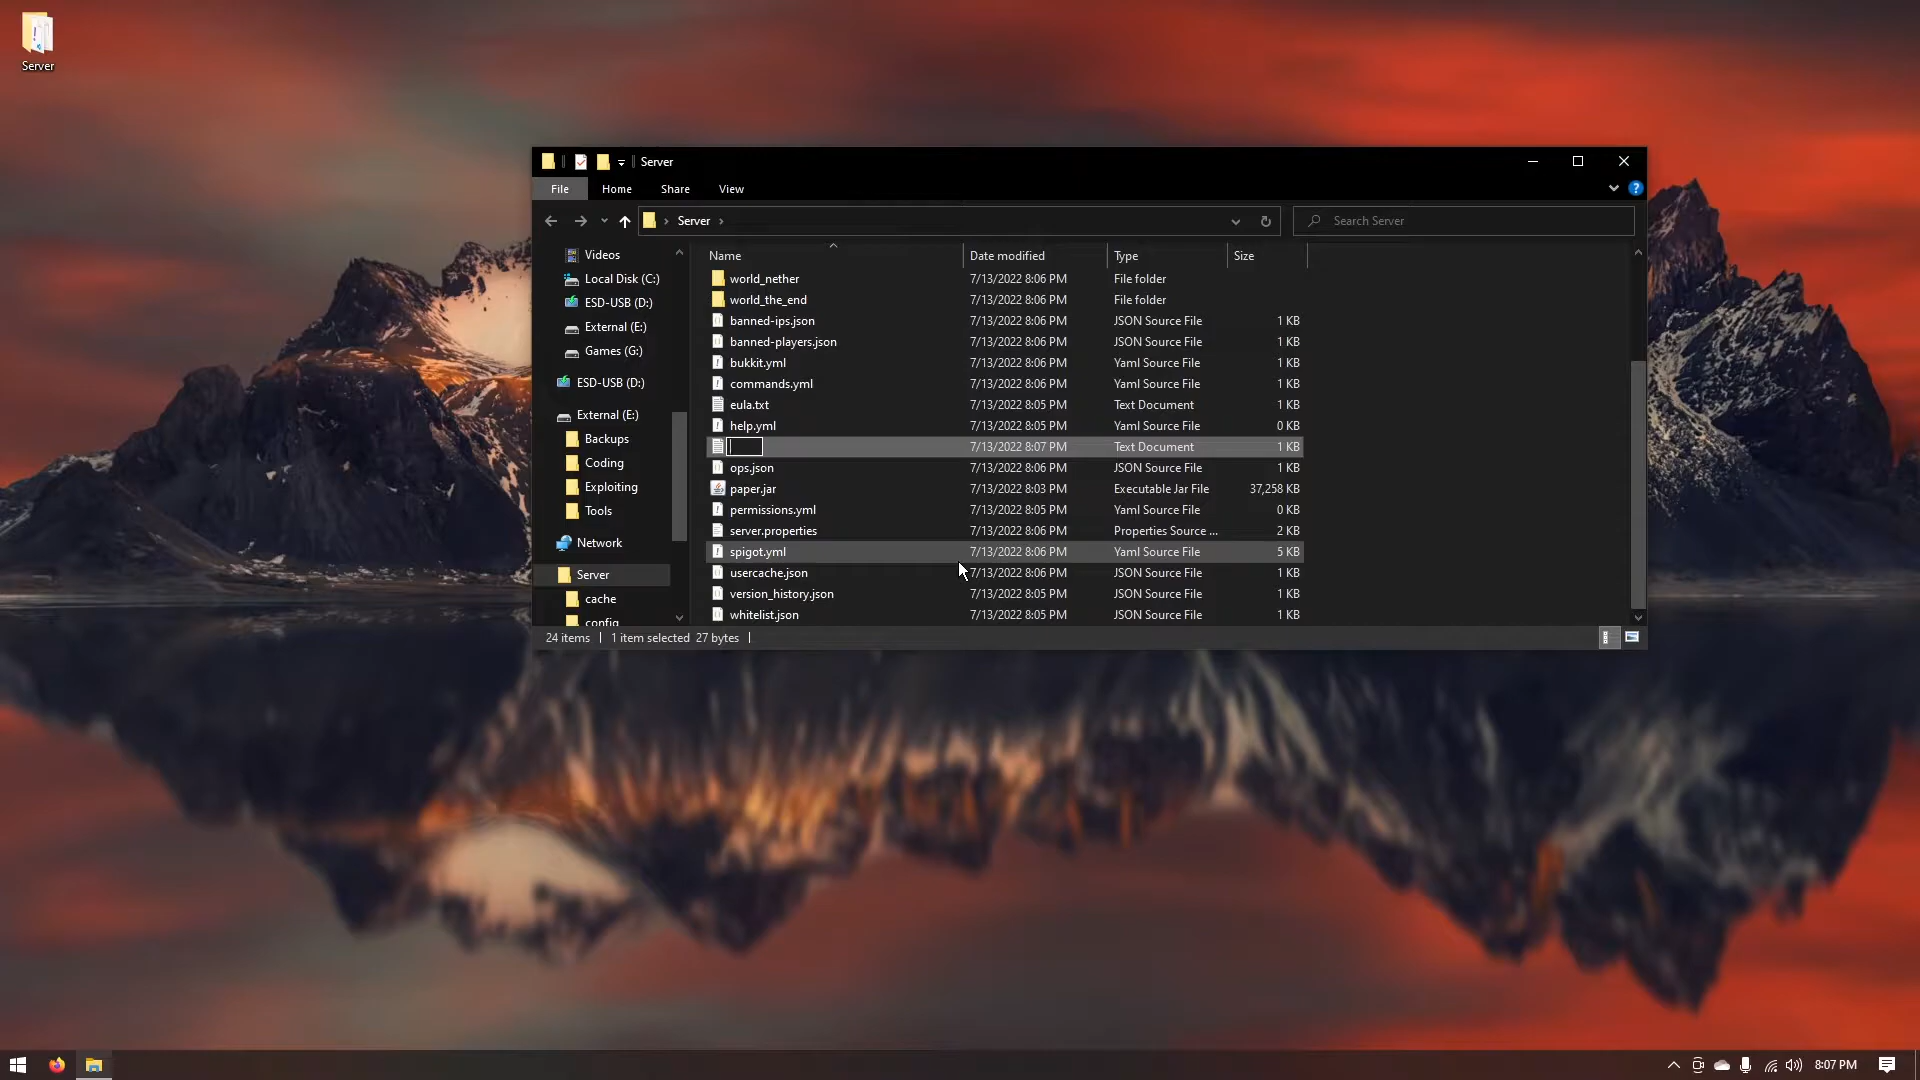 Server
Server
File
Home
Share
View
Server
Search Server
Videos
Local Disk (C:)
ESD-USB (D:)
External (E:)
Games (G:)
ESD-USB (D:)
External (E:)
Backups
Coding
Exploiting
Tools
Network
Server
cache
config
Name Date modified Type Size
world_nether 7/13/2022 8:06 PM File folder
world_the_end 7/13/2022 8:06 PM File folder
banned-ips.json 7/13/2022 8:06 PM JSON Source File 1 KB
banned-players.json 7/13/2022 8:06 PM JSON Source File 1 KB
bukkit.yml 7/13/2022 8:06 PM Yaml Source File 1 KB
commands.yml 7/13/2022 8:06 PM Yaml Source File 1 KB
eula.txt 7/13/2022 8:05 PM Text Document 1 KB
help.yml 7/13/2022 8:05 PM Yaml Source File 0 KB
7/13/2022 8:07 PM Text Document 1 KB
ops.json 7/13/2022 8:06 PM JSON Source File 1 KB
paper.jar 7/13/2022 8:03 PM Executable Jar File 37,258 KB
permissions.yml 7/13/2022 8:05 PM Yaml Source File 0 KB
server.properties 7/13/2022 8:06 PM Properties Source ... 2 KB
spigot.yml 7/13/2022 8:06 PM Yaml Source File 5 KB
usercache.json 7/13/2022 8:06 PM JSON Source File 1 KB
version_history.json 7/13/2022 8:05 PM JSON Source File 1 KB
whitelist.json 7/13/2022 8:05 PM JSON Source File 1 KB
24 items 1 item selected 27 bytes
8:07 PM